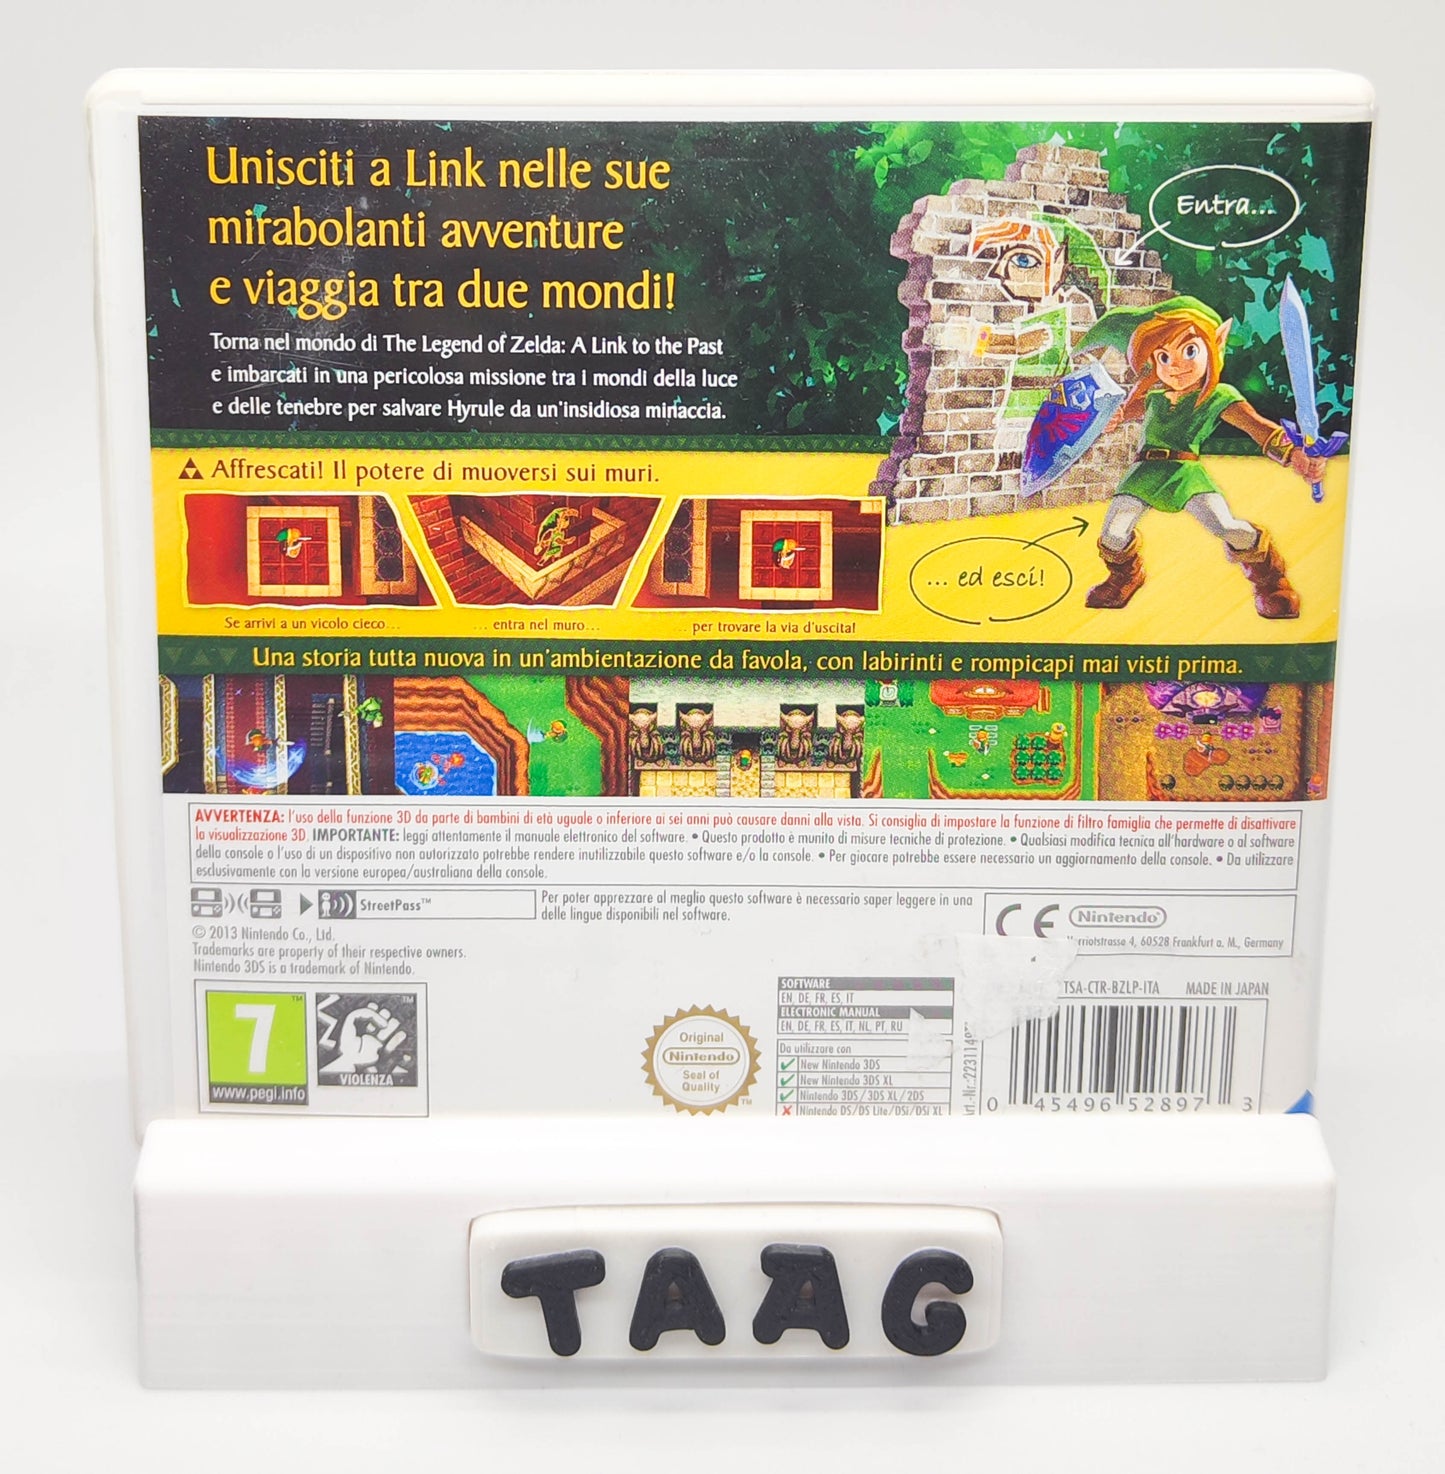 Unisciti a Link nelle sue
mirabolanti avventure
e viaggia tra due mondi!
Torna nel mondo di The Legend of Zelda: A Link to the Past
e imbarcati in una pericolosa missione tra i mondi della luce
e delle tenebre per salvare Hyrule da un'insidiosa minaccia.
Entra...
Affrescati! Il potere di muoversi sui muri.
... ed esci!
Se arrivi a un vicolo cieco...
... entra nel muro...
... per trovare la via d'uscita!
Una storia tutta nuova in un'ambientazione da favola, con labirinti e rompicapi mai visti prima.
AVVERTENZA: l'uso della funzione 3D da parte di bambini di età uguale o inferiore ai sei anni può causare danni alla vista. Si consiglia di impostare la funzione di filtro famiglia che permette di disattivare
la visualizzazione 3D. IMPORTANTE: leggi attentamente il manuale elettronico del software. • Questo prodotto è munito di misure tecniche di protezione. • Qualsiasi modifica tecnica all'hardware o al software
della console o l'uso di un dispositivo non autorizzato potrebbe rendere inutilizzabile questo software e/o la console. • Per giocare potrebbe essere necessario un aggiornamento della console. • Da utilizzare
esclusivamente con la versione europea/australiana della console.
StreetPass™
Per poter apprezzare al meglio questo software è necessario saper leggere in una
delle lingue disponibili nel software.
CE Nintendo®
60528 Frankfurt a. M., Germany
© 2013 Nintendo Co., Ltd.
Trademarks are property of their respective owners.
Nintendo 3DS is a trademark of Nintendo.
7
™
www.pegi.info
™
VIOLENZA
Original
Nintendo®
Seal of
Quality
TM
SOFTWARE
EN, DE, FR, ES, IT
ELECTRONIC MANUAL
EN, DE, FR, ES, IT, NL, PT, RU
Da utilizzare con
New Nintendo 3DS
New Nintendo 3DS XL
Nintendo 3DS / 3DS XL / 2DS
Nintendo DS/DS Lite/DSi/DSi XL
TSA-CTR-BZLP-ITA MADE IN JAPAN
0 45496 52897 3
TAAG